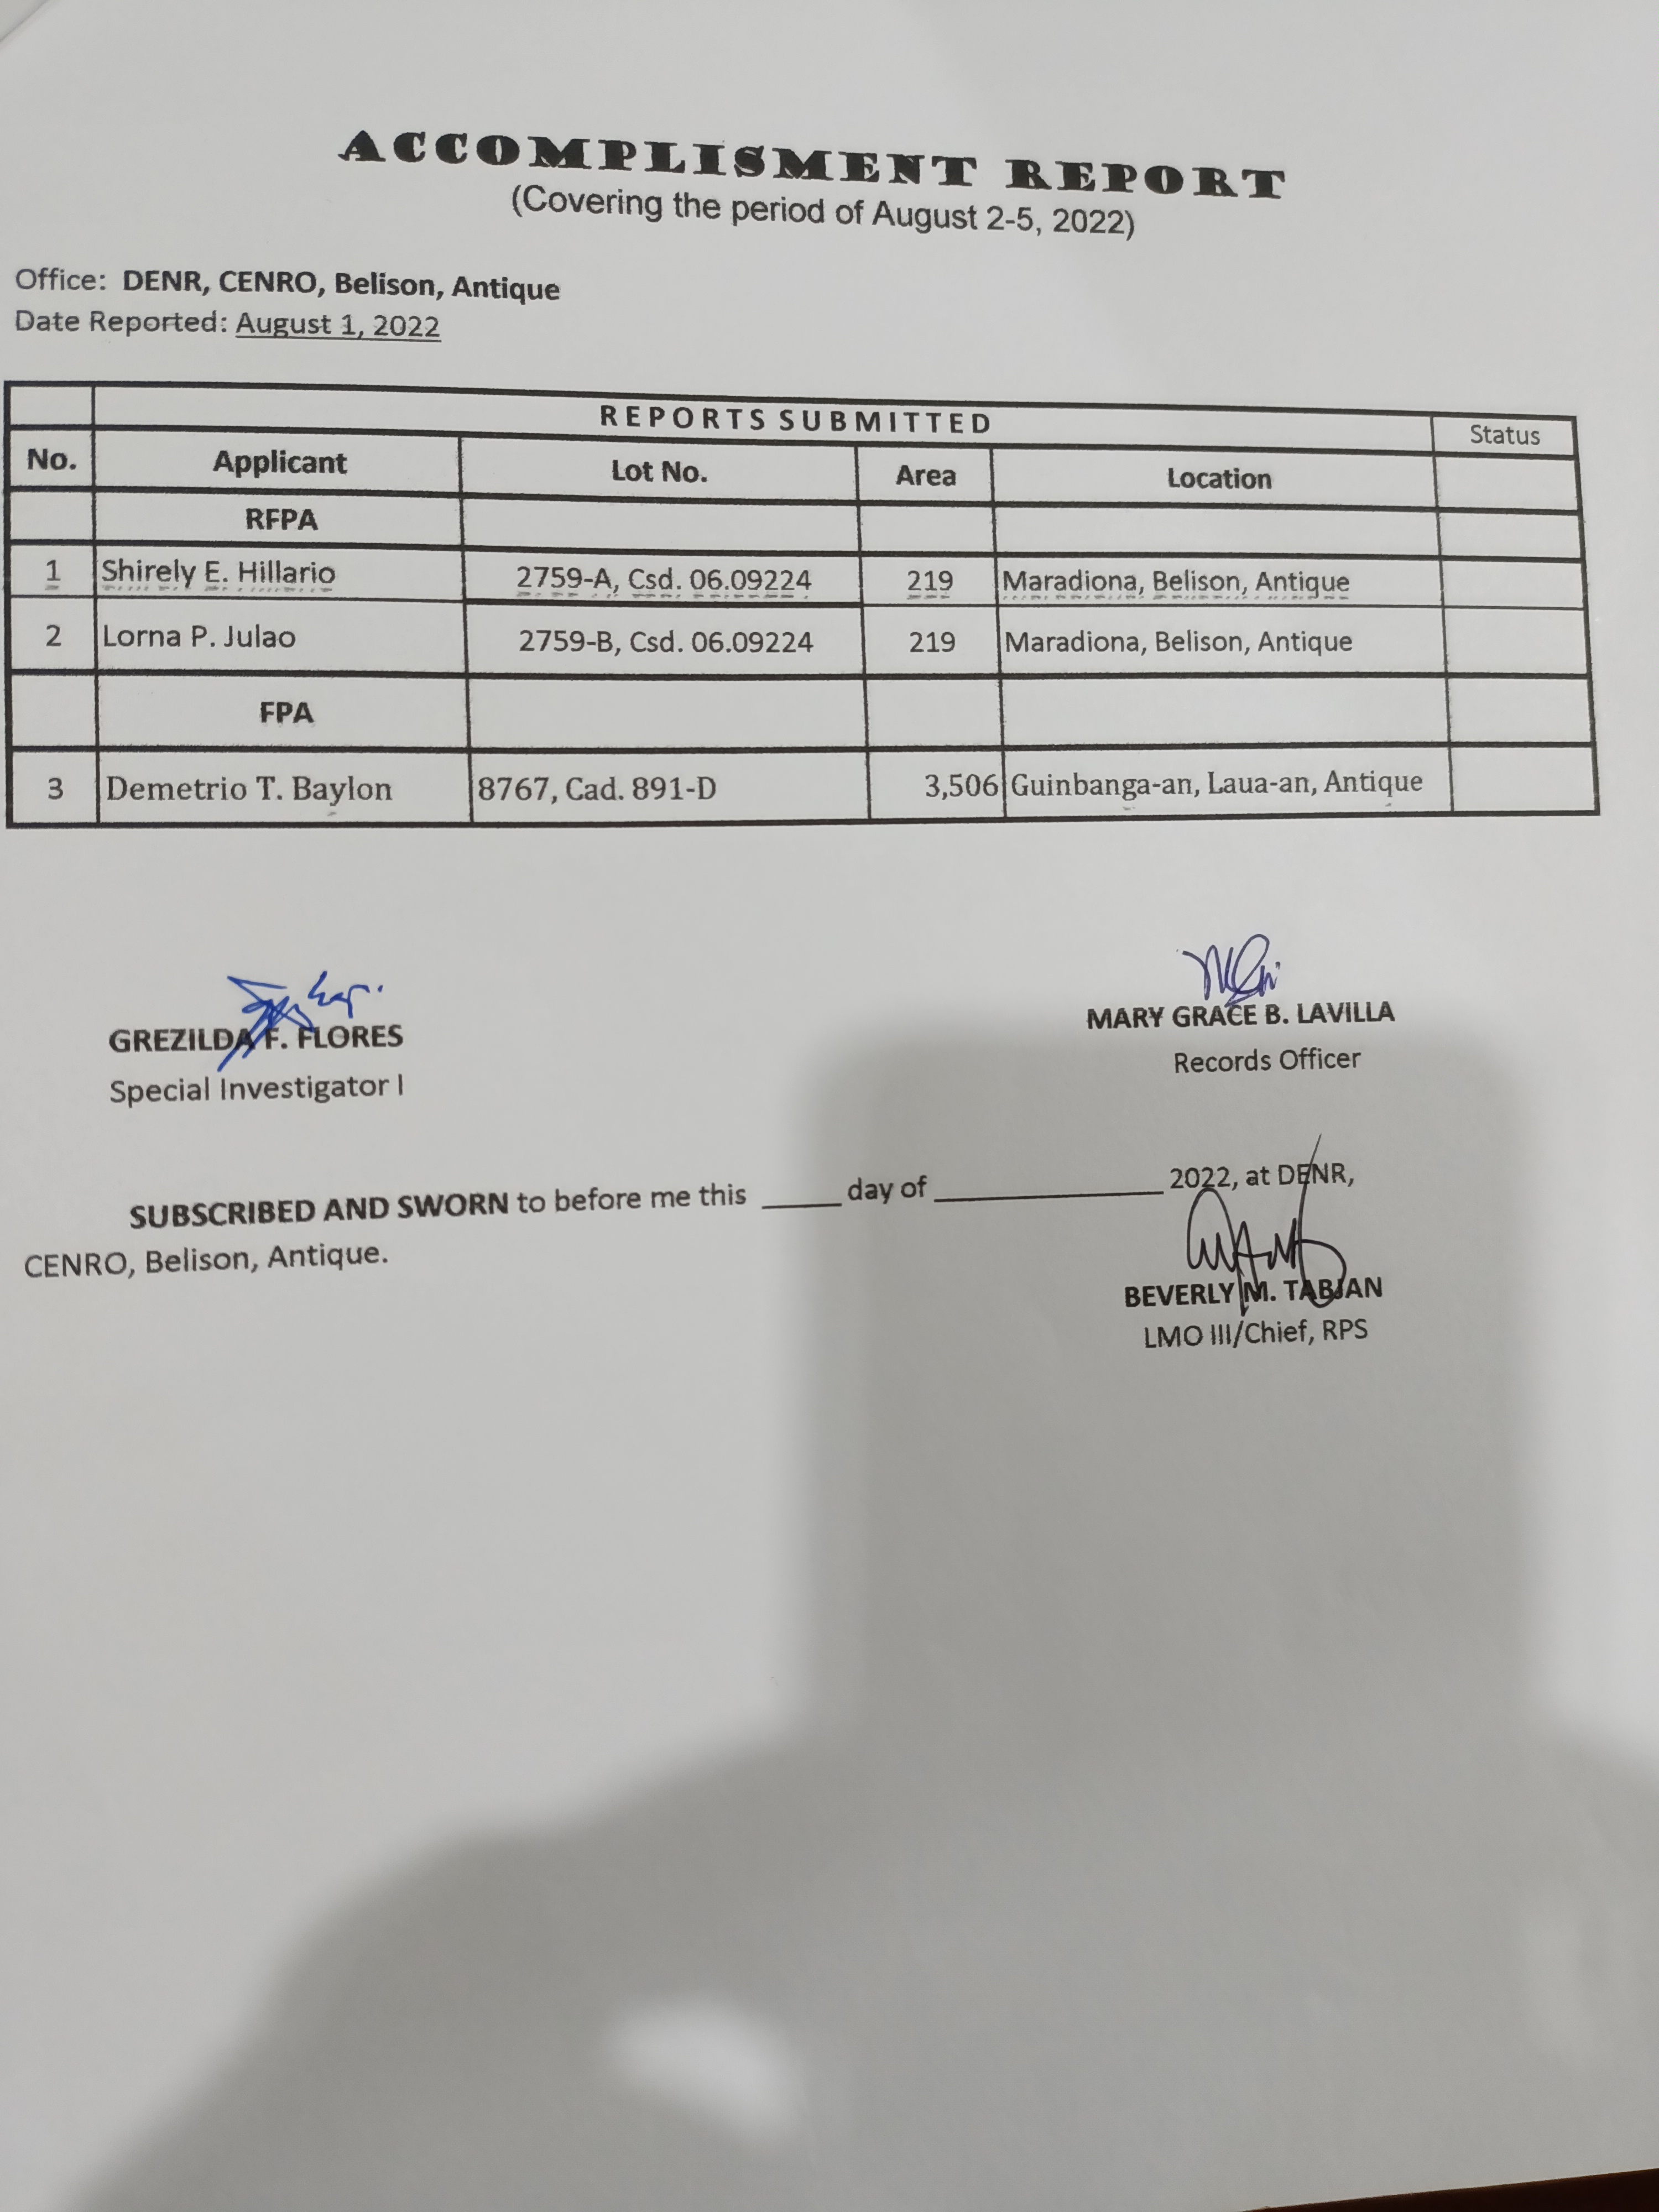 ACCOMPLISMENT REPORT
(Covering the period of August 2-5, 2022)
Office: DENR, CENRO, Belison, Antique
Date Reported: August 1, 2022
REPORTS SUBMITTED Status
No. Applicant Lot No. Area Location
RFPA
1 Shirely E. Hillario 2759-A, Csd. 06.09224 219 Maradiona, Belison, Antique
2 Lorna P. Julao 2759-B, Csd. 06.09224 219 Maradiona, Belison, Antique
FPA
3 Demetrio T. Baylon 8767, Cad. 891-D 3,506 Guinbanga-an, Laua-an, Antique
GREZILDA F. FLORES
Special Investigator I
MARY GRACE B. LAVILLA
Records Officer
SUBSCRIBED AND SWORN to before me this _____ day of _______________ 2022, at DENR,
CENRO, Belison, Antique.
BEVERLY M. TABJAN
LMO III/Chief, RPS